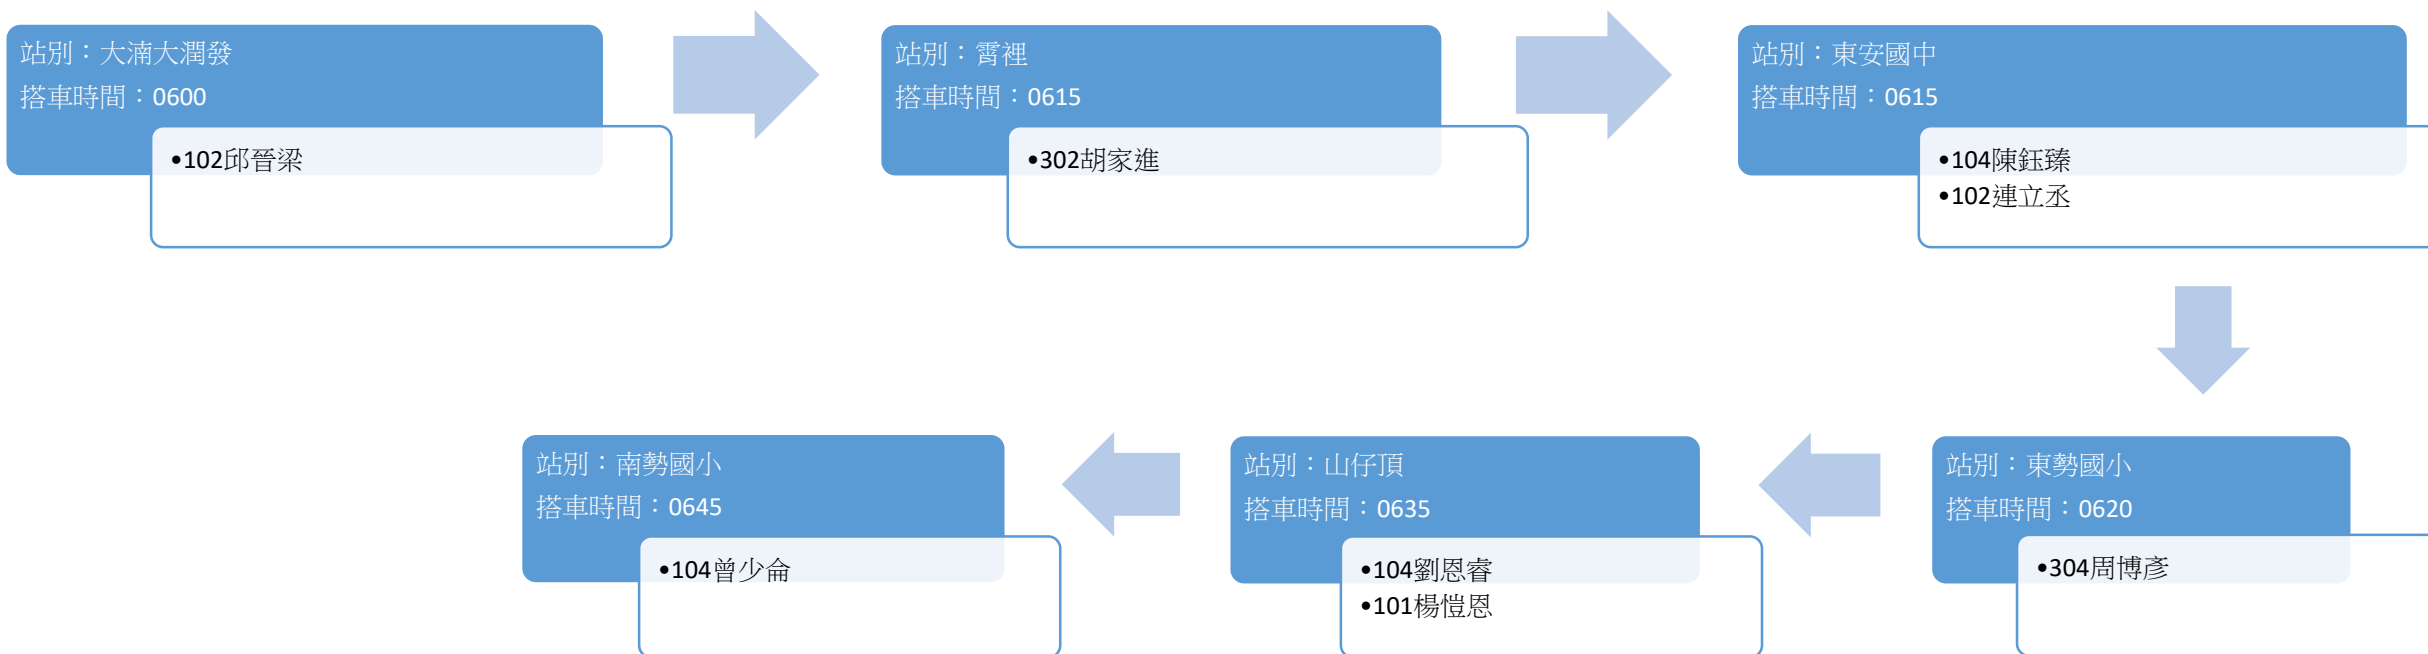 站別：大湳大潤發
搭車時間：0600
•102邱晉梁
站別：霄裡
搭車時間：0615
•302胡家進
站別：東安國中
搭車時間：0615
•104陳鈺臻
•102連立丞
站別：東勢國小
搭車時間：0620
•304周博彥
站別：山仔頂
搭車時間：0635
•104劉恩睿
•101楊愷恩
站別：南勢國小
搭車時間：0645
•104曾少侖